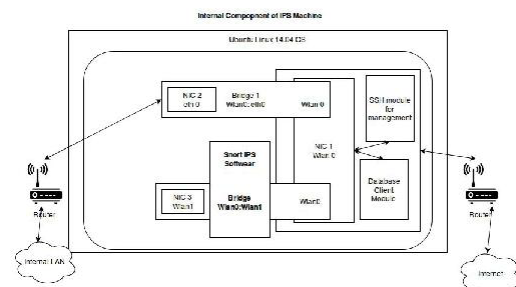 Internal Compopnent of IPS Machine
Ubuntu Linux 14.04 OS
NIC 2
eth 0
Bridge 1
Wlan0:eth0
Wlan 0
SSH module
for
management
NIC 1
Wlan 0
Snort IPS
Softwear
Bridge
Wlan0:Wlan1
NIC 3
Wlan1
Wlan0
Database
Client
Module
Router
Router
Internal LAN
Internet